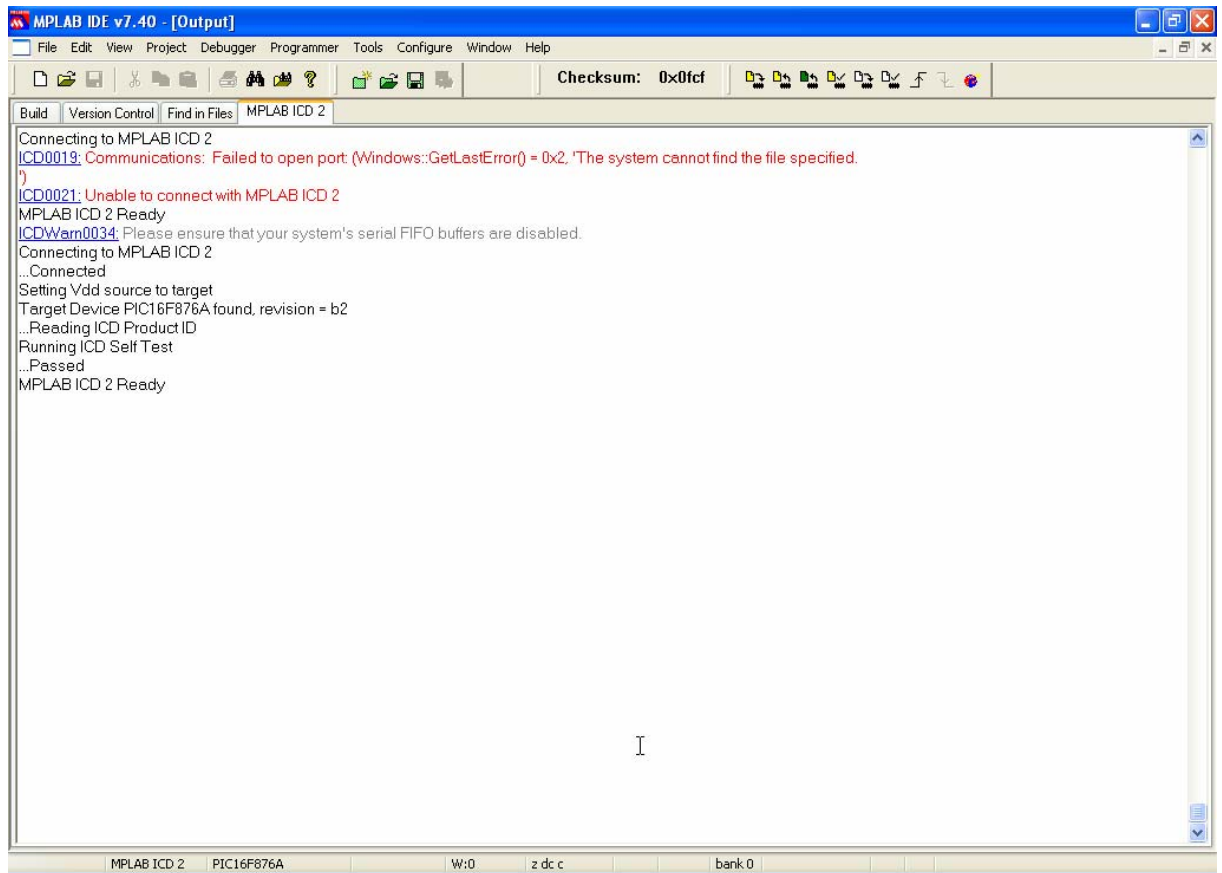 MPLAB IDE v7.40 - [Output]
File Edit View Project Debugger Programmer Tools Configure Window Help
Checksum: 0x0fcf
Build Version Control Find in Files MPLAB ICD 2
Connecting to MPLAB ICD 2
ICD0019: Communications: Failed to open port: (Windows::GetLastError() = 0x2, 'The system cannot find the file specified.
')
ICD0021: Unable to connect with MPLAB ICD 2
MPLAB ICD 2 Ready
ICDWarn0034: Please ensure that your system's serial FIFO buffers are disabled.
Connecting to MPLAB ICD 2
...Connected
Setting Vdd source to target
Target Device PIC16F876A found, revision = b2
...Reading ICD Product ID
Running ICD Self Test
...Passed
MPLAB ICD 2 Ready
MPLAB ICD 2 PIC16F876A W:0 z dc c bank 0